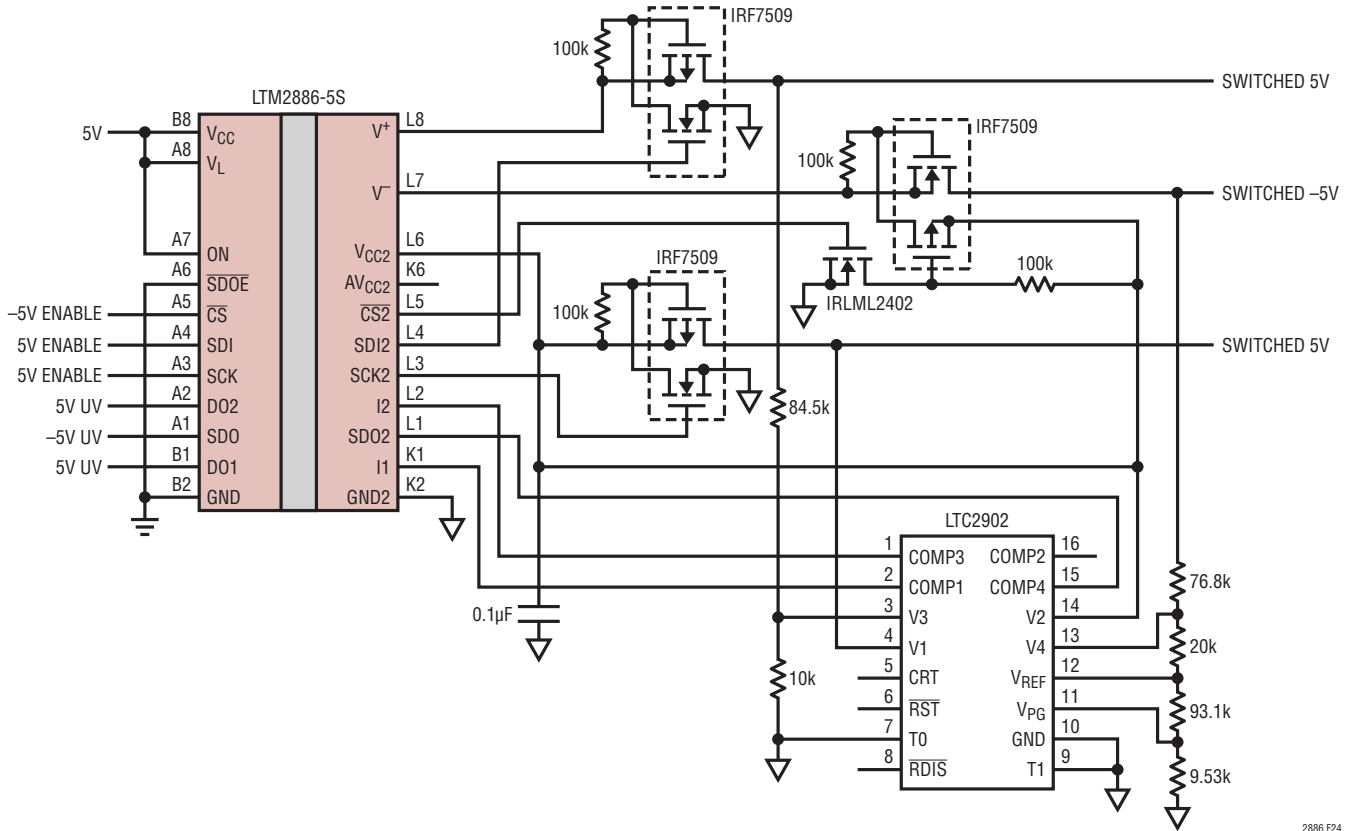 IRF7509
100k
SWITCHED 5V
LTM2886-5S
5V
B8
VCC
V+
L8
A8
VL
IRF7509
100k
V−
L7
SWITCHED –5V
A7
ON
VCC2
L6
A6
SDOE
AVCC2
K6
IRF7509
100k
–5V ENABLE
A5
CS
CS2
L5
100k
IRLML2402
5V ENABLE
A4
SDI
SDI2
L4
SWITCHED 5V
5V ENABLE
A3
SCK
SCK2
L3
5V UV
A2
DO2
I2
L2
84.5k
–5V UV
A1
SDO
SDO2
L1
5V UV
B1
DO1
I1
K1
B2
GND
GND2
K2
LTC2902
1
COMP3
COMP2
16
2
COMP1
COMP4
15
76.8k
0.1µF
3
V3
V2
14
4
V1
V4
13
20k
10k
5
CRT
VREF
12
6
RST
VPG
11
93.1k
7
T0
GND
10
8
RDIS
T1
9
9.53k
2886 F24